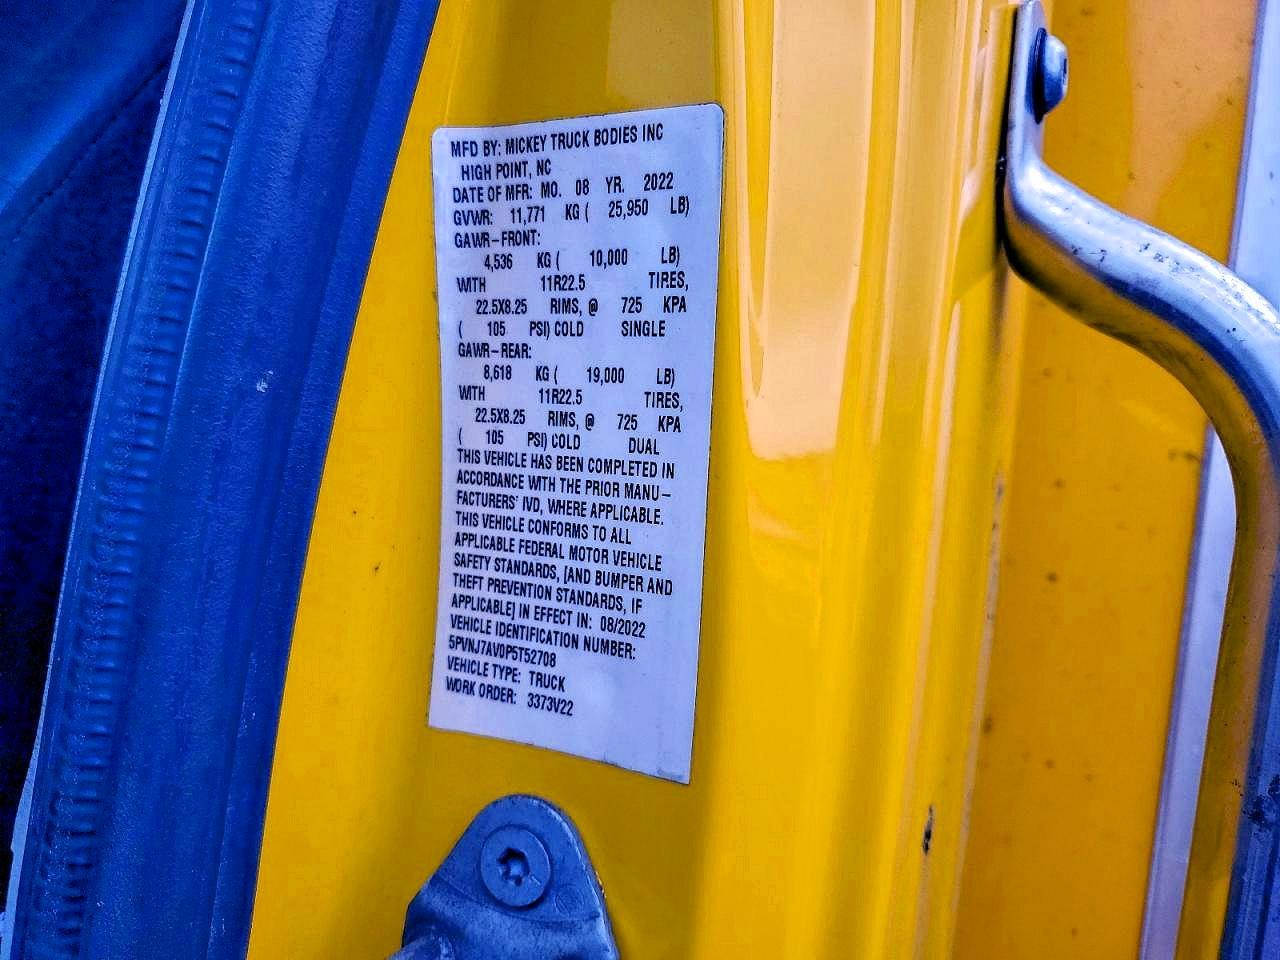 MFD BY: MICKEY TRUCK BODIES INC
HIGH POINT, NC
DATE OF MFR: MO. 08 YR. 2022
GVWR: 11,771 KG ( 25,950 LB)
GAWR-FRONT:
4,536 KG ( 10,000 LB)
WITH 11R22.5 TIRES,
22.5X8.25 RIMS, @ 725 KPA
( 105 PSI) COLD SINGLE
GAWR-REAR:
8,618 KG ( 19,000 LB)
WITH 11R22.5 TIRES,
22.5X8.25 RIMS, @ 725 KPA
( 105 PSI) COLD DUAL
THIS VEHICLE HAS BEEN COMPLETED IN
ACCORDANCE WITH THE PRIOR MANU-
FACTURERS' IVD, WHERE APPLICABLE.
THIS VEHICLE CONFORMS TO ALL
APPLICABLE FEDERAL MOTOR VEHICLE
SAFETY STANDARDS, [AND BUMPER AND
THEFT PREVENTION STANDARDS, IF
APPLICABLE] IN EFFECT IN: 08/2022
VEHICLE IDENTIFICATION NUMBER:
5PVNJ7AV0P5T52708
VEHICLE TYPE: TRUCK
WORK ORDER: 3373V22